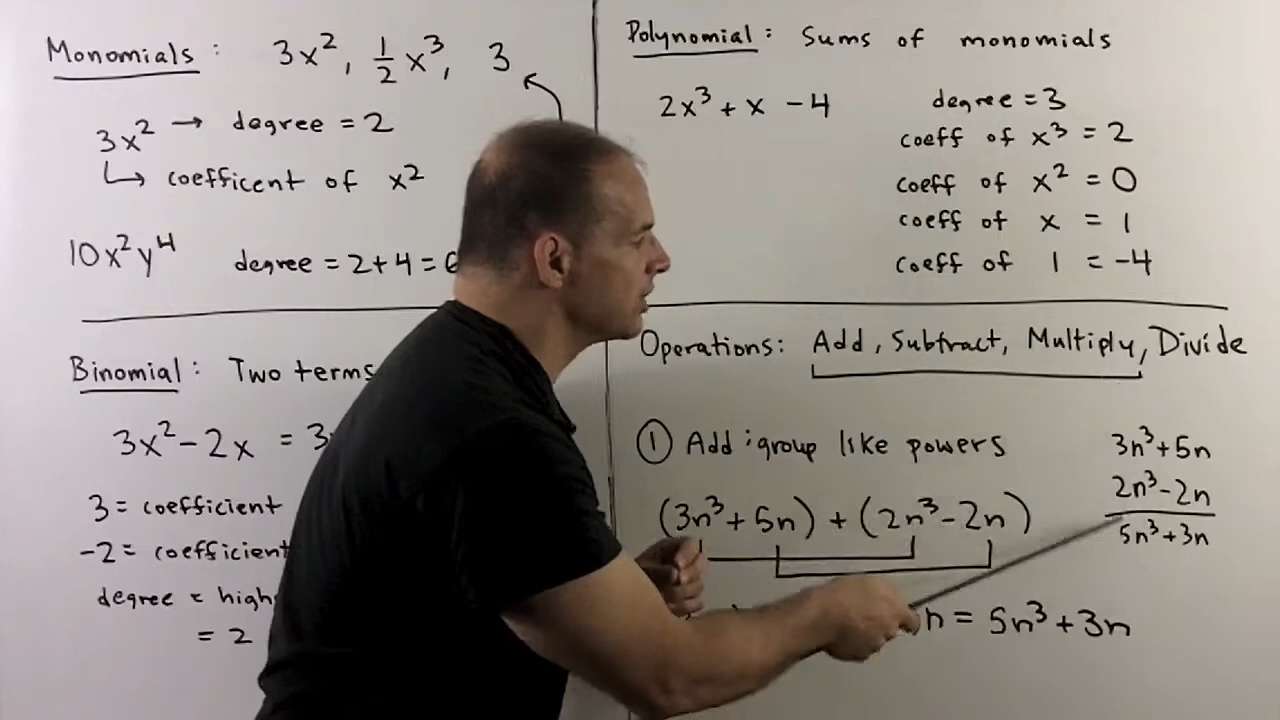 Monomials: 3x², ½x³, 3
3x² → degree = 2
↳ coefficent of x²
10x²y⁴ degree = 2+4 =
Binomial: Two terms
3x² - 2x = 3
3 = coefficient
-2 = coefficient
degree =
= 2
Polynomial: Sums of monomials
2x³ + x - 4
degree = 3
coeff of x³ = 2
coeff of x² = 0
coeff of x = 1
coeff of 1 = -4
Operations: Add, Subtract, Multiply, Divide
① Add: group like powers
(3n³ + 5n) + (2n³ - 2n)
n = 5n³ + 3n
3n³ + 5n
2n³ - 2n
5n³ + 3n